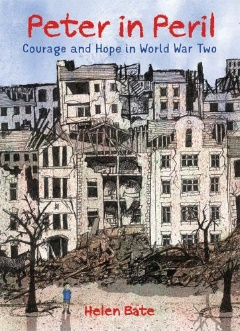 Peter in Peril
Courage and Hope in World War Two
Helen Bate